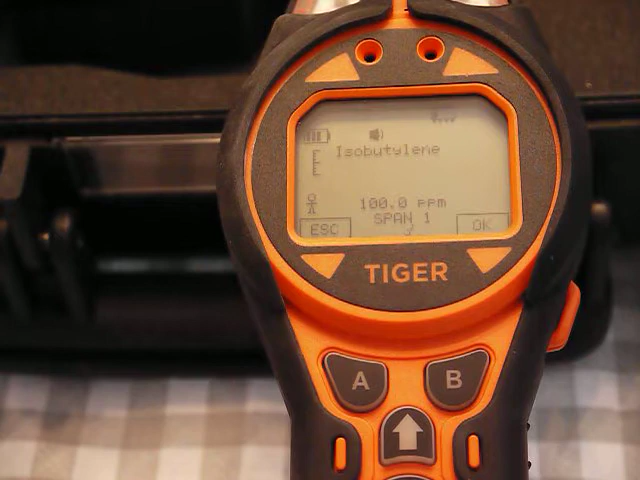 Isobutylene
100.0 ppm
SPAN 1
ESC OK
TIGER
A B